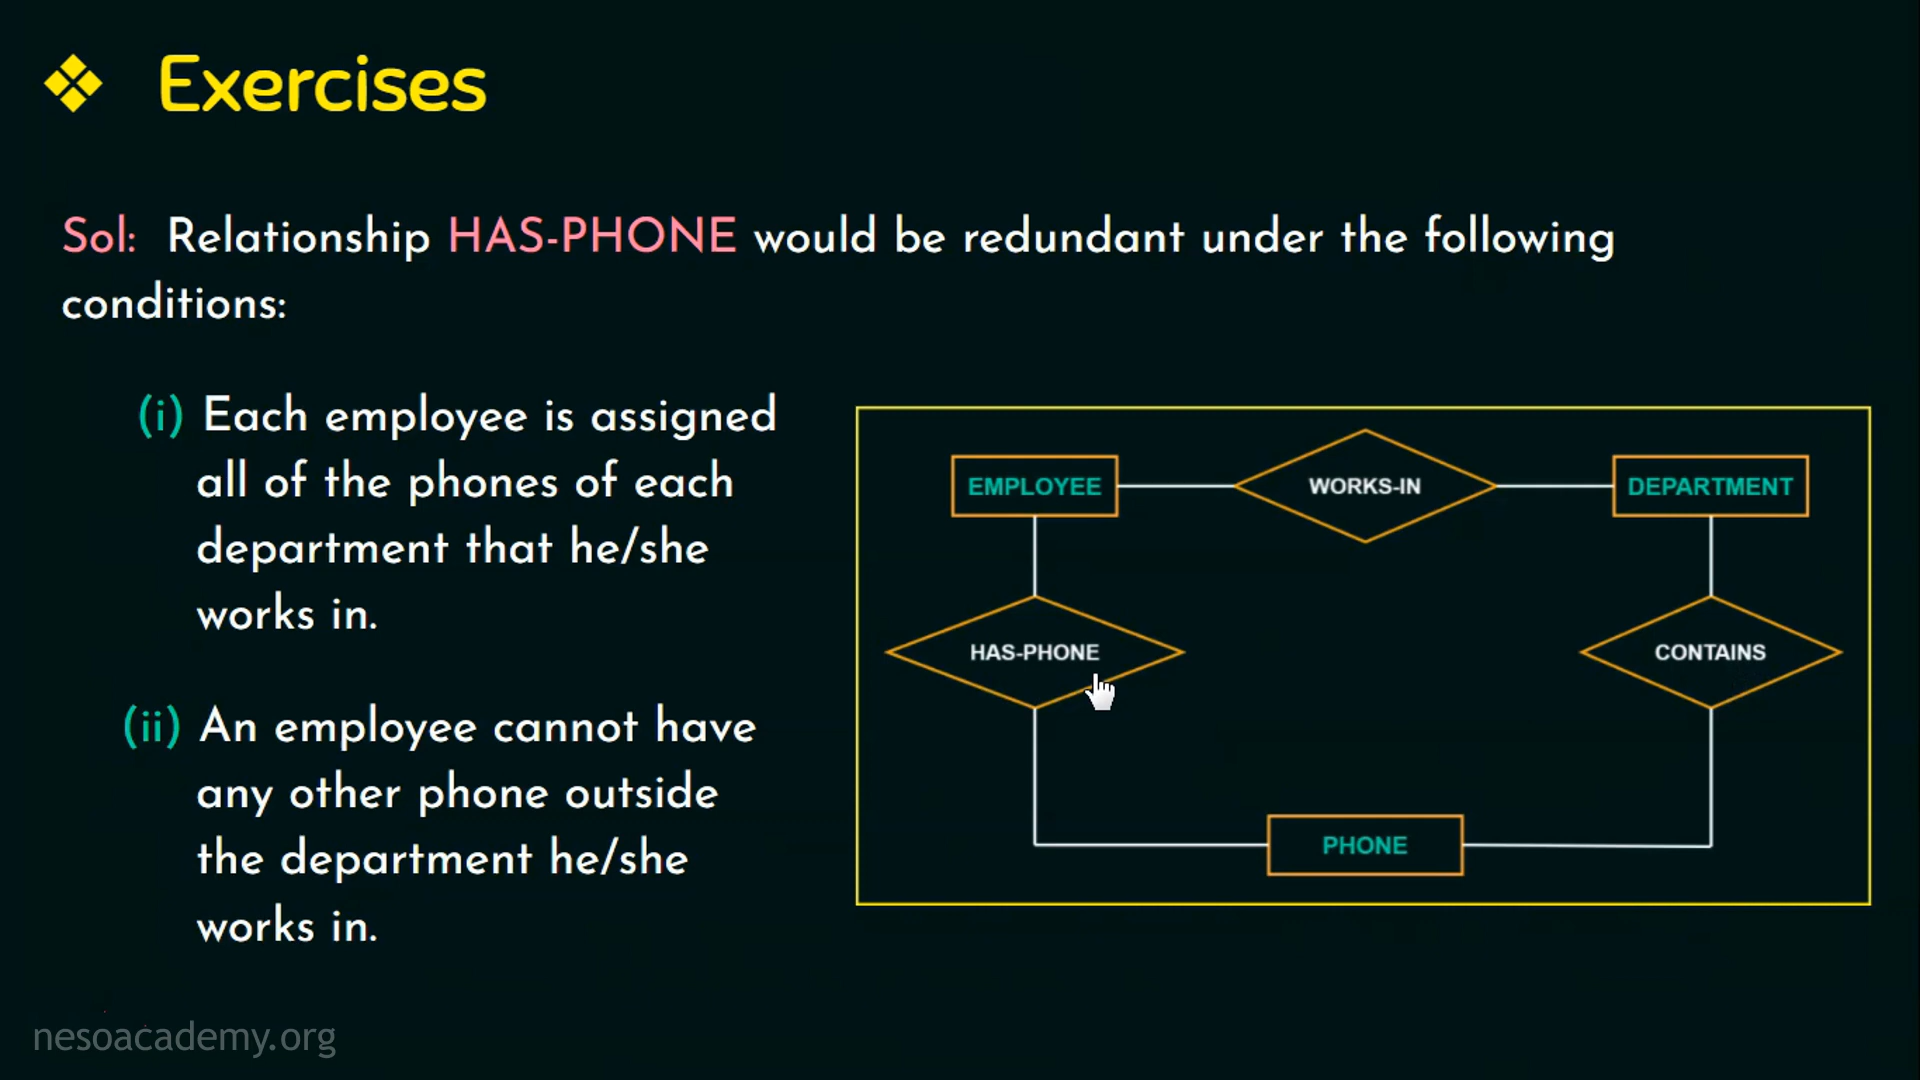 Exercises
Sol: Relationship HAS-PHONE would be redundant under the following
conditions:
(i) Each employee is assigned
all of the phones of each
department that he/she
works in.
(ii) An employee cannot have
any other phone outside
the department he/she
works in.
EMPLOYEE
WORKS-IN
DEPARTMENT
HAS-PHONE
CONTAINS
PHONE
nesoacademy.org